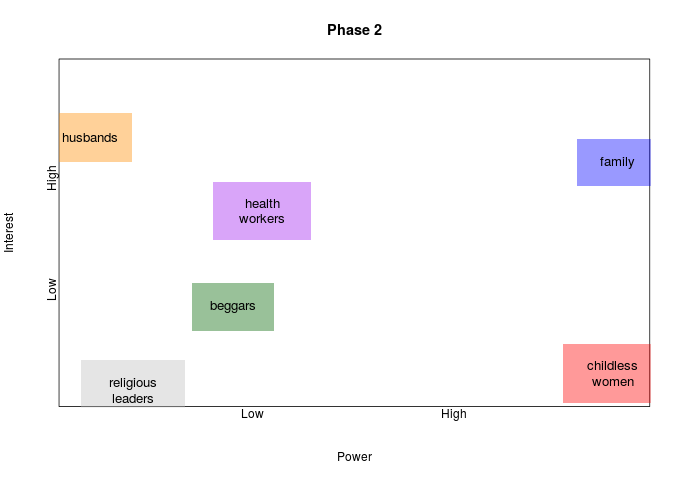 Phase 2
husbands
family
High
health
workers
Interest
Low
beggars
childless
women
religious
leaders
Low
High
Power